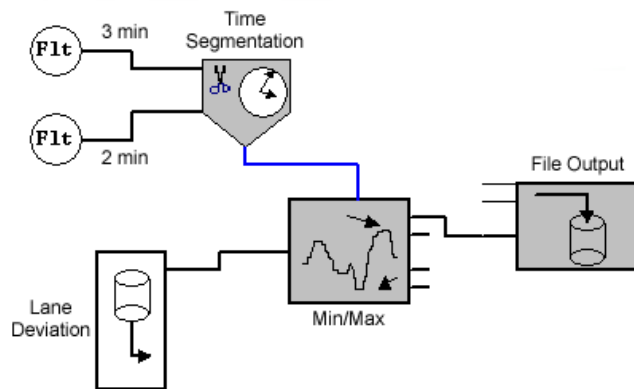 3 min
Flt
Time
Segmentation
Flt
2 min
File Output
Lane
Deviation
Min/Max